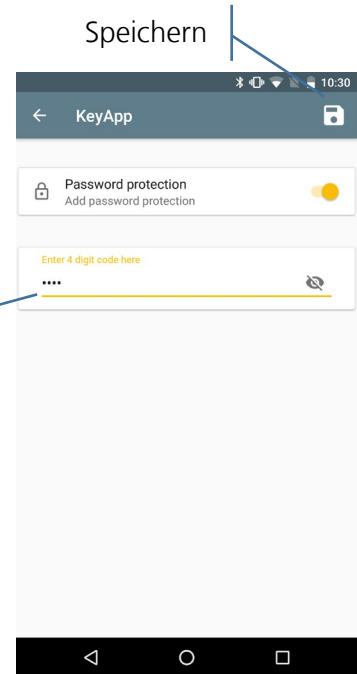 Speichern
10:30
KeyApp
Password protection
Add password protection
Enter 4 digit code here
••••